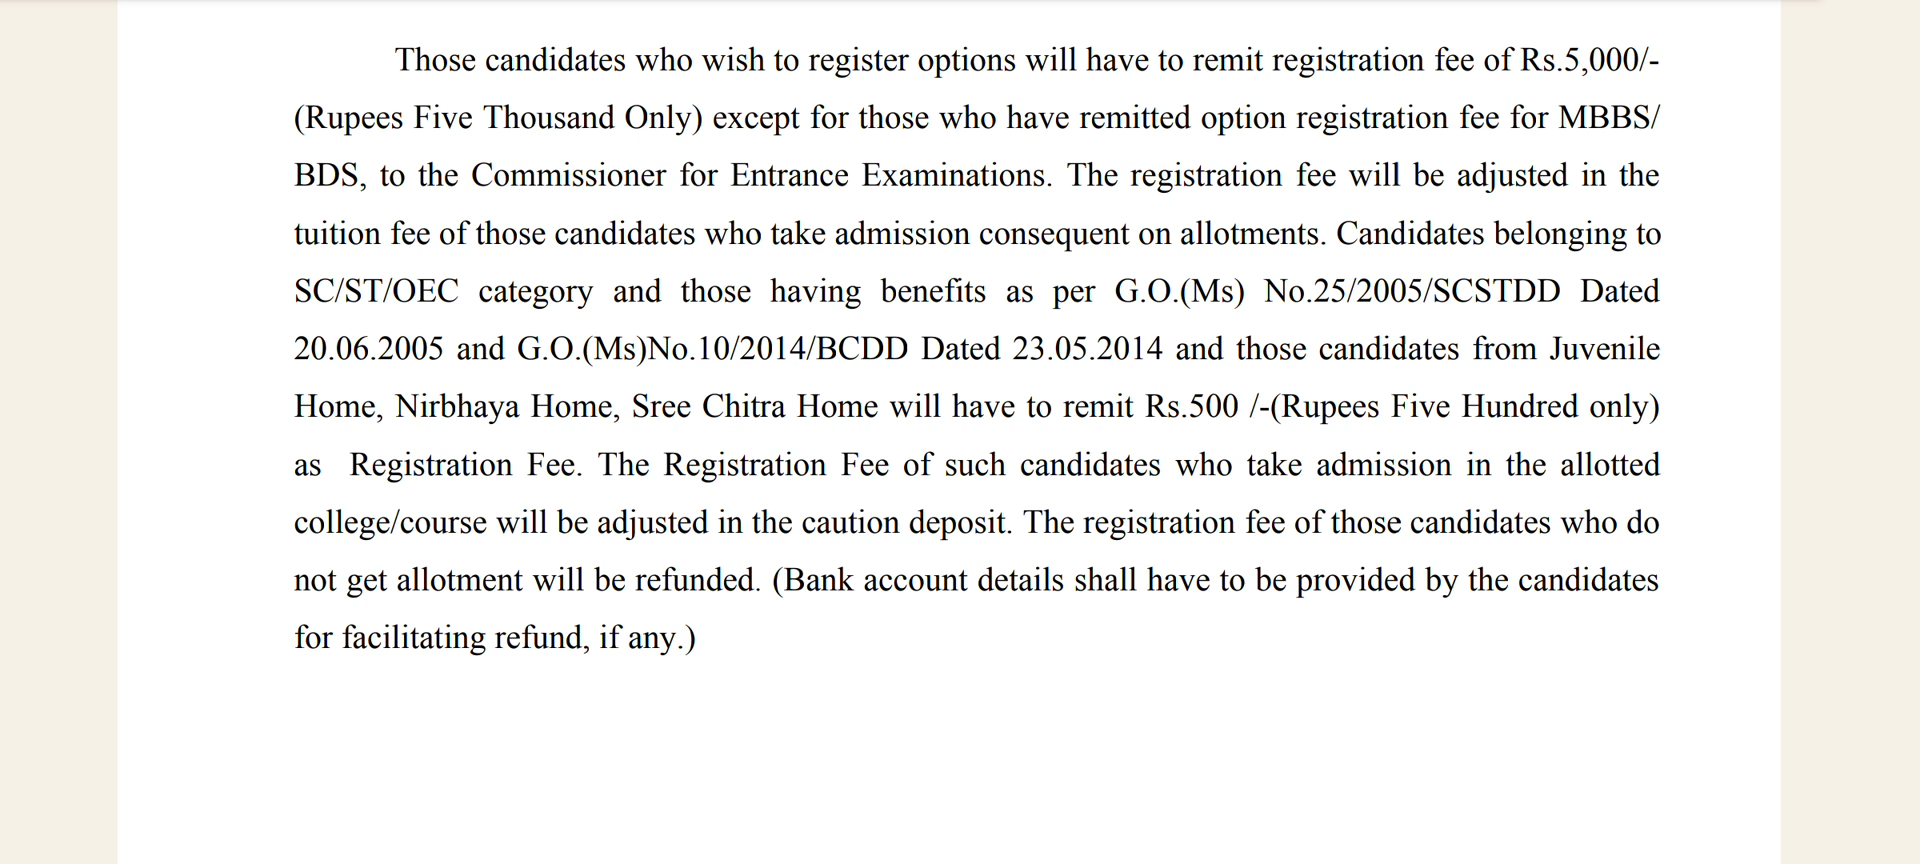 Those candidates who wish to register options will have to remit registration fee of Rs.5,000/-
(Rupees Five Thousand Only) except for those who have remitted option registration fee for MBBS/
BDS, to the Commissioner for Entrance Examinations. The registration fee will be adjusted in the
tuition fee of those candidates who take admission consequent on allotments. Candidates belonging to
SC/ST/OEC category and those having benefits as per G.O.(Ms) No.25/2005/SCSTDD Dated
20.06.2005 and G.O.(Ms)No.10/2014/BCDD Dated 23.05.2014 and those candidates from Juvenile
Home, Nirbhaya Home, Sree Chitra Home will have to remit Rs.500 /-(Rupees Five Hundred only)
as Registration Fee. The Registration Fee of such candidates who take admission in the allotted
college/course will be adjusted in the caution deposit. The registration fee of those candidates who do
not get allotment will be refunded. (Bank account details shall have to be provided by the candidates
for facilitating refund, if any.)